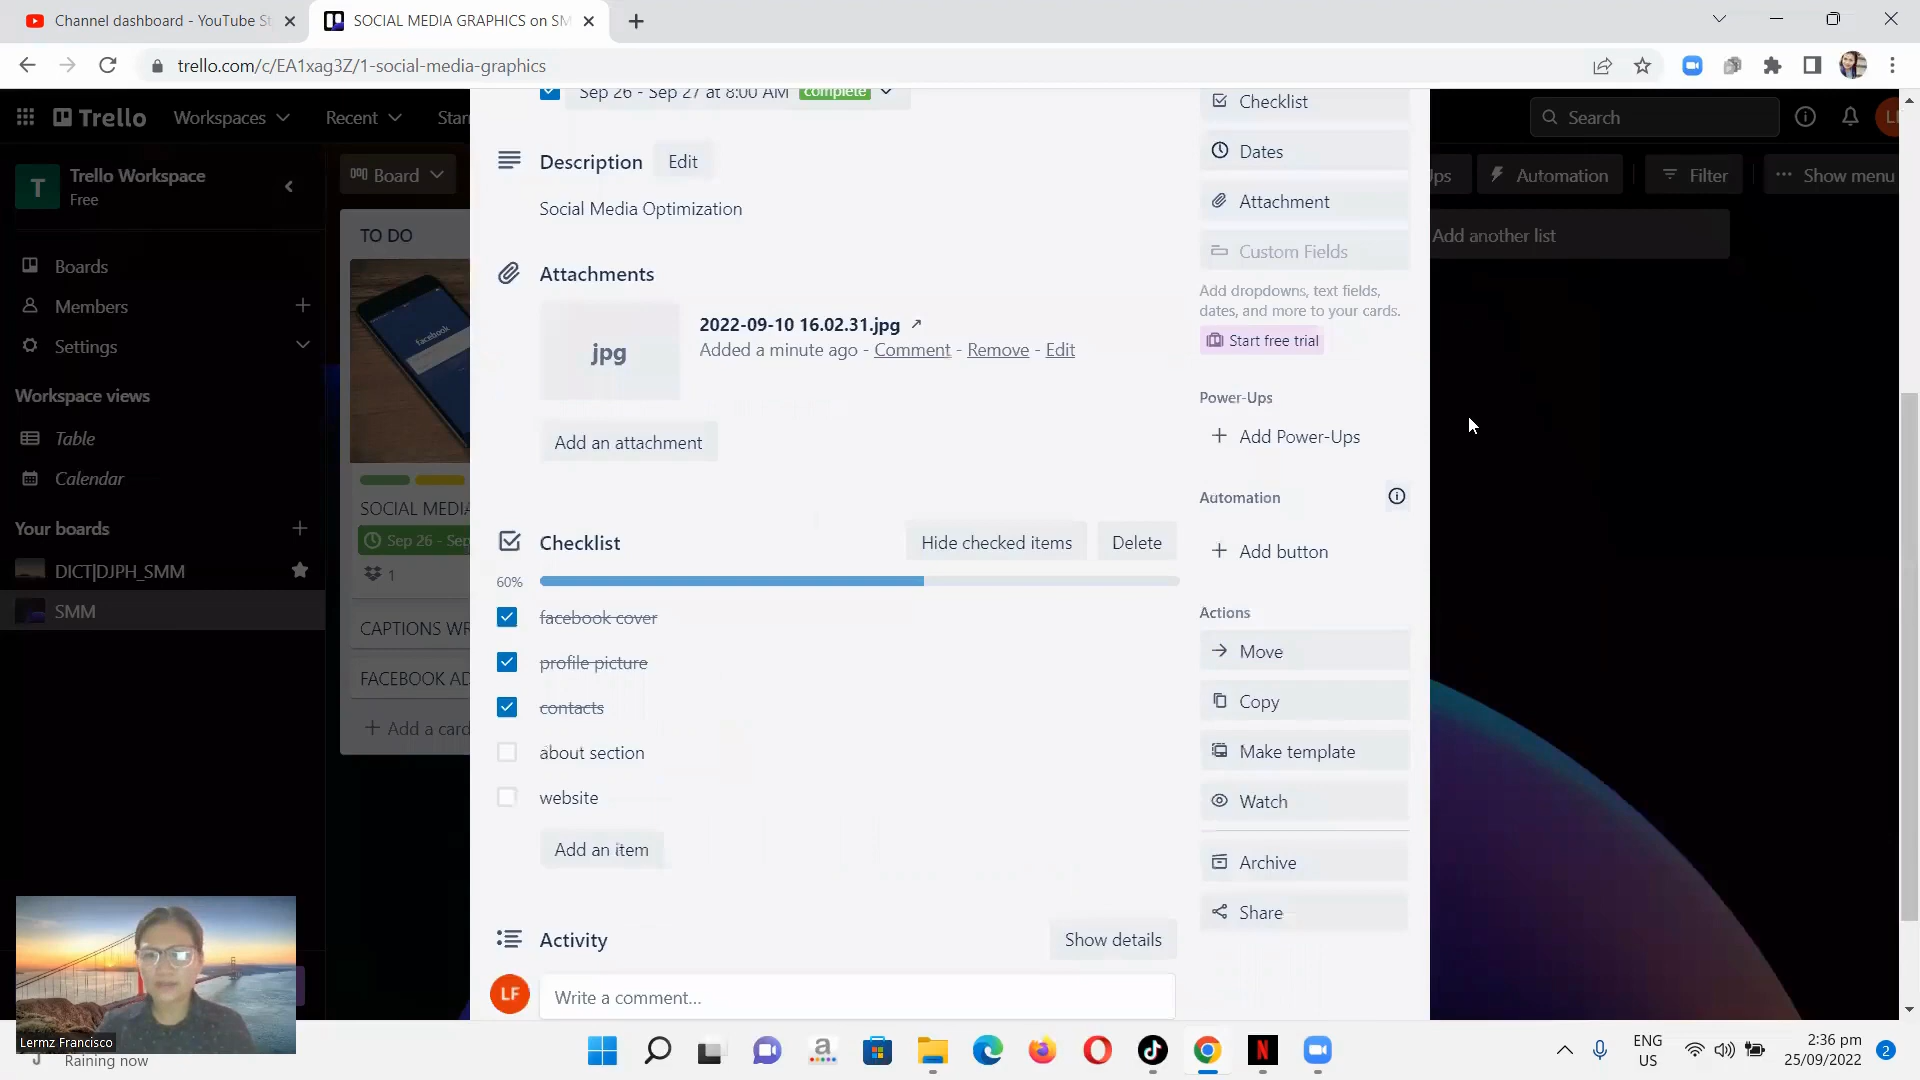 Channel dashboard - YouTube St
SOCIAL MEDIA GRAPHICS on SM
trello.com/c/EA1xag3Z/1-social-media-graphics
Trello
Workspaces
Recent
Star
Search
Trello Workspace
Free
T
Boards
Members
Settings
Workspace views
Table
Calendar
Your boards
DICT|DJPH_SMM
SMM
Board
Automation
Filter
Show menu
TO DO
Add another list
facebook
SOCIAL MEDIA
Sep 26 - Sep
1
CAPTIONS WR
FACEBOOK AD
Add a card
Sep 26 - Sep 27 at 8:00 AM complete
Description
Edit
Social Media Optimization
Attachments
jpg
2022-09-10 16.02.31.jpg
Added a minute ago - Comment - Remove - Edit
Add an attachment
Checklist
Hide checked items
Delete
60%
facebook cover
profile picture
contacts
about section
website
Add an item
Activity
Show details
LF
Write a comment...
Checklist
Dates
Attachment
Custom Fields
Add dropdowns, text fields,
dates, and more to your cards.
Start free trial
Power-Ups
Add Power-Ups
Automation
Add button
Actions
Move
Copy
Make template
Watch
Archive
Share
Lermz Francisco
Raining now
ENG
US
2:36 pm
25/09/2022
2